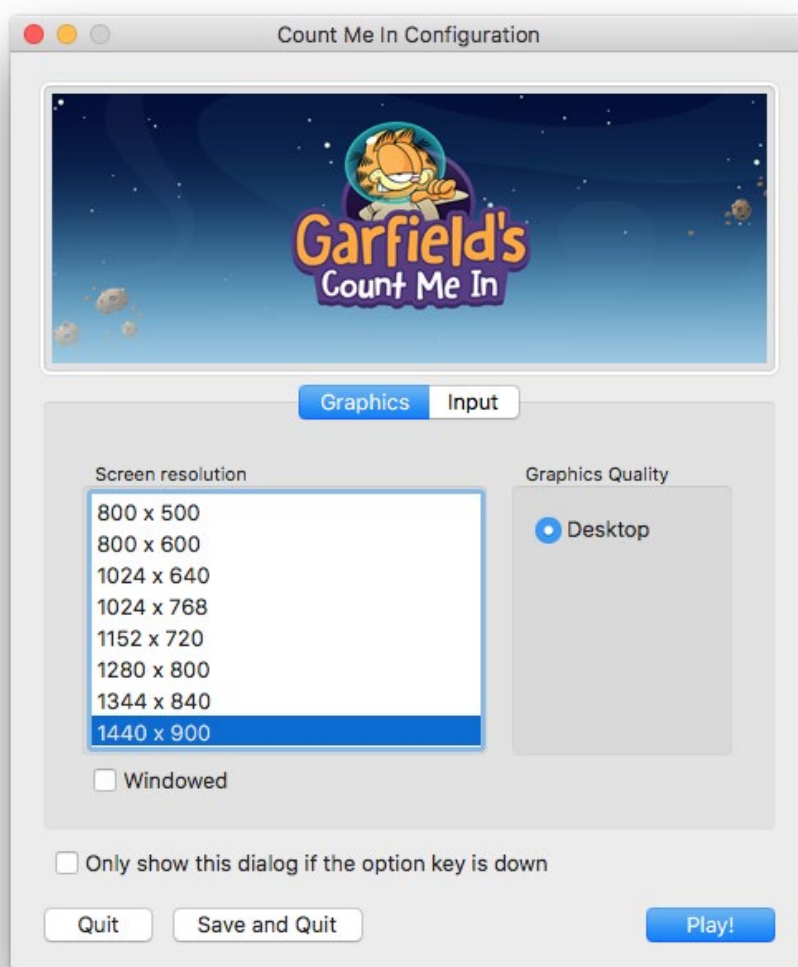 Count Me In Configuration
Garfield's
Count Me In
Graphics Input
Screen resolution
Graphics Quality
800 x 500
800 x 600
1024 x 640
1024 x 768
1152 x 720
1280 x 800
1344 x 840
1440 x 900
Desktop
Windowed
Only show this dialog if the option key is down
Quit Save and Quit Play!